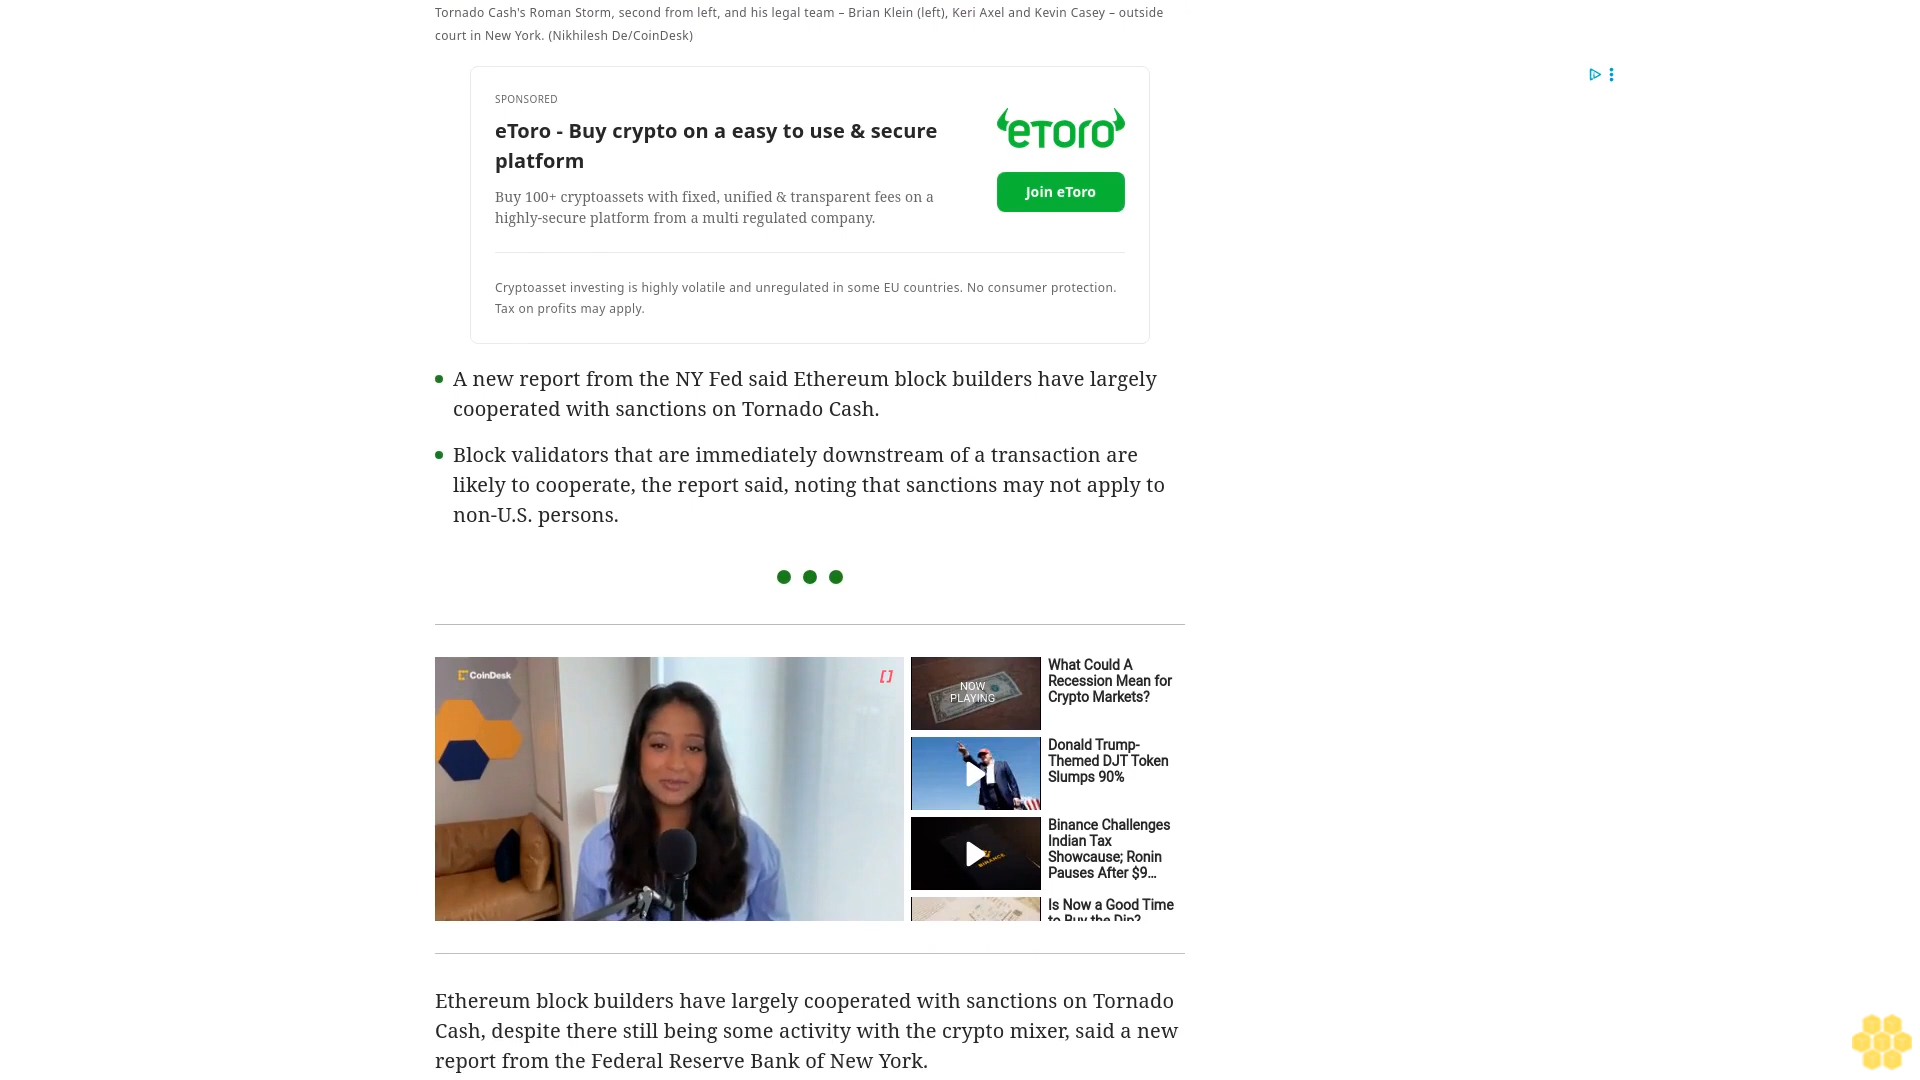 Tornado Cash's Roman Storm, second from left, and his legal team – Brian Klein (left), Keri Axel and Kevin Casey – outside
court in New York. (Nikhilesh De/CoinDesk)
SPONSORED
eToro - Buy crypto on a easy to use & secure
platform
Buy 100+ cryptoassets with fixed, unified & transparent fees on a
highly-secure platform from a multi regulated company.
eToro
Join eToro
Cryptoasset investing is highly volatile and unregulated in some EU countries. No consumer protection.
Tax on profits may apply.
A new report from the NY Fed said Ethereum block builders have largely
cooperated with sanctions on Tornado Cash.
Block validators that are immediately downstream of a transaction are
likely to cooperate, the report said, noting that sanctions may not apply to
non-U.S. persons.
CoinDesk
[]
NOW
PLAYING
What Could A
Recession Mean for
Crypto Markets?
Donald Trump-
Themed DJT Token
Slumps 90%
BINANCE
Binance Challenges
Indian Tax
Showcause; Ronin
Pauses After $9...
Is Now a Good Time
to Buy the Dip?
Ethereum block builders have largely cooperated with sanctions on Tornado
Cash, despite there still being some activity with the crypto mixer, said a new
report from the Federal Reserve Bank of New York.